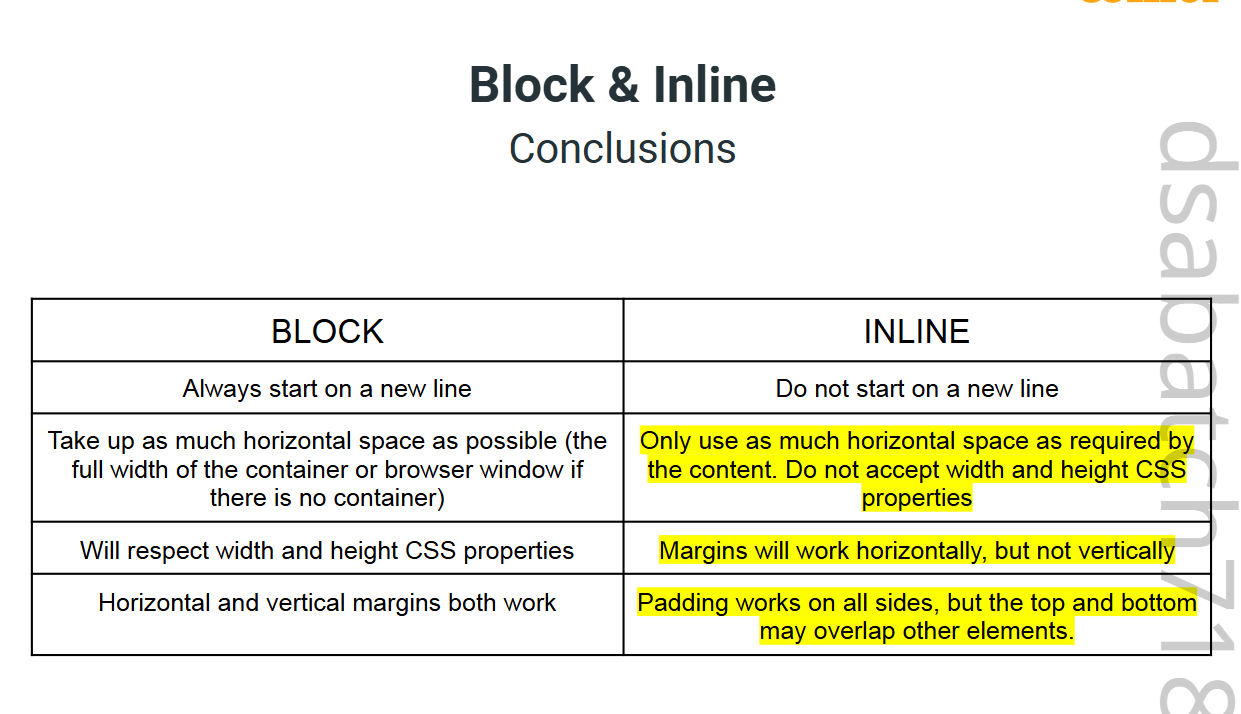 Block & Inline
Conclusions
BLOCK
INLINE
Always start on a new line
Do not start on a new line
Take up as much horizontal space as possible (the
full width of the container or browser window if
there is no container)
Only use as much horizontal space as required by
the content. Do not accept width and height CSS
properties
Will respect width and height CSS properties
Margins will work horizontally, but not vertically
Horizontal and vertical margins both work
Padding works on all sides, but the top and bottom
may overlap other elements.
dsabatch718